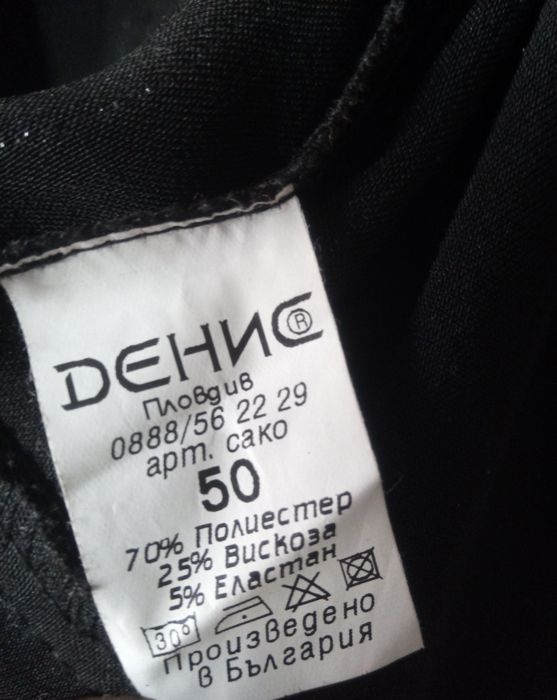 ДЕНИС®
Пловдив
0888/56 22 29
арт. сако
50
70% Полиестер
25% Вискоза
5% Еластан
30°
Произведено
в България